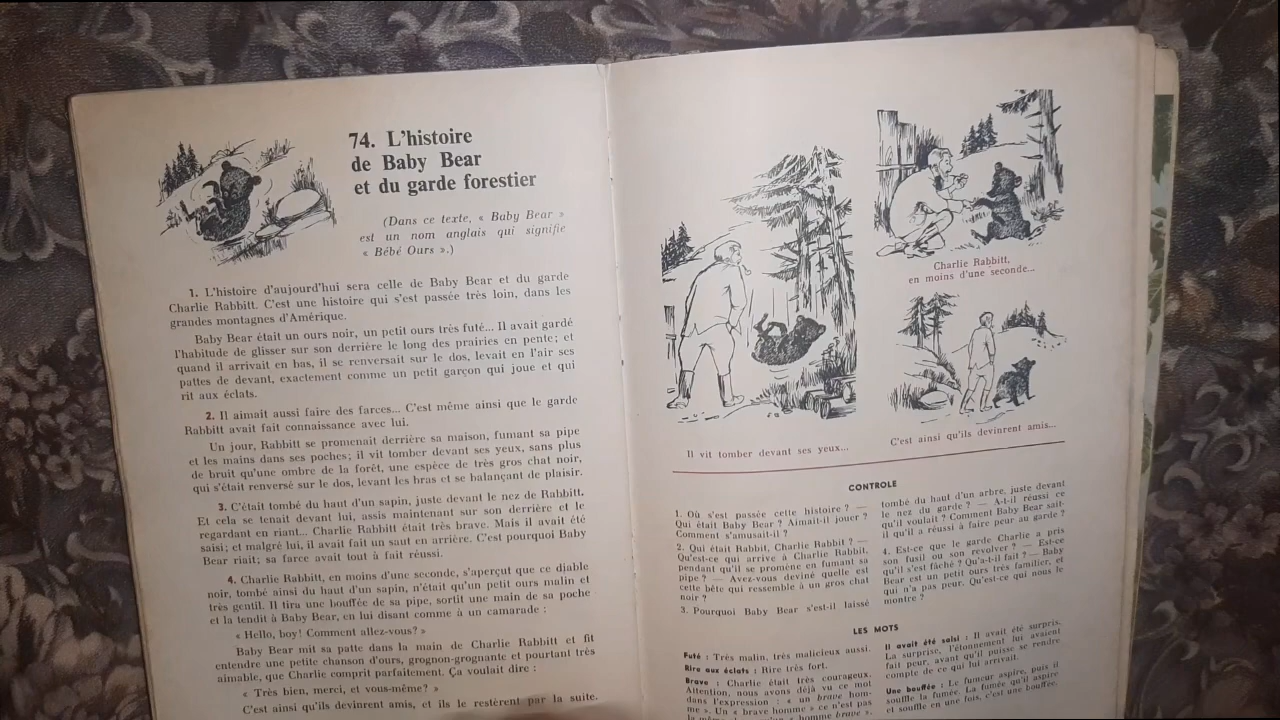 74. L'histoire
de Baby Bear
et du garde forestier
(Dans ce texte, « Baby Bear »
est un nom anglais qui signifie
« Bébé Ours ».)
1. L'histoire d'aujourd'hui sera celle de Baby Bear et du garde
Charlie Rabbitt. C'est une histoire qui s'est passée très loin, dans les
grandes montagnes d'Amérique.
Baby Bear était un ours noir, un petit ours très futé... Il avait gardé
l'habitude de glisser sur son derrière le long des prairies en pente; et
quand il arrivait en bas, il se renversait sur le dos, levait en l'air ses
pattes de devant, exactement comme un petit garçon qui joue et qui
rit aux éclats.
2. Il aimait aussi faire des farces... C'est même ainsi que le garde
Rabbitt avait fait connaissance avec lui.
Un jour, Rabbitt se promenait derrière sa maison, fumant sa pipe
et les mains dans ses poches; il vit tomber devant ses yeux, sans plus
de bruit qu'une ombre de la forêt, une espèce de très gros chat noir,
qui s'était renversé sur le dos, levant les bras et se balançant de plaisir.
3. C'était tombé du haut d'un sapin, juste devant le nez de Rabbitt.
Et cela se tenait devant lui, assis maintenant sur son derrière et le
regardant en riant... Charlie Rabbitt était très brave. Mais il avait été
saisi; et malgré lui, il avait fait un saut en arrière. C'est pourquoi Baby
Bear riait; sa farce avait tout à fait réussi.
4. Charlie Rabbitt, en moins d'une seconde, s'aperçut que ce diable
noir, tombé ainsi du haut d'un sapin, n'était qu'un petit ours malin et
très gentil. Il tira une bouffée de sa pipe, sortit une main de sa poche
et la tendit à Baby Bear, en lui disant comme à un camarade :
« Hello, boy! Comment allez-vous? »
Baby Bear mit sa patte dans la main de Charlie Rabbitt et fit
entendre une petite chanson d'ours, grognon-grognante et pourtant très
aimable, que Charlie comprit parfaitement. Ça voulait dire :
« Très bien, merci, et vous-même? »
C'est ainsi qu'ils devinrent amis, et ils le restèrent par la suite.
Charlie Rabbitt,
en moins d'une seconde...
Il vit tomber devant ses yeux...
C'est ainsi qu'ils devinrent amis...
CONTROLE
1. Où s'est passée cette histoire ? —
Qui était Baby Bear ? Aimait-il jouer ?
Comment s'amusait-il ?
2. Qui était Rabbit, Charlie Rabbit ? —
Qu'est-ce qui arrive à Charlie Rabbit,
pendant qu'il se promène en fumant sa
pipe ? — Avez-vous deviné quelle est
cette bête qui ressemble à un gros chat
noir ?
3. Pourquoi Baby Bear s'est-il laissé
tombé du haut d'un arbre, juste devant
le nez du garde ? — A-t-il réussi ce
qu'il voulait ? Comment Baby Bear sait-
il qu'il a réussi à faire peur au garde ?
4. Est-ce que le garde Charlie a pris
son fusil ou son revolver ? — Est-ce
qu'il s'est fâché ? Qu'a-t-il fait ? — Baby
Bear est un petit ours très familier, et
qui n'a pas peur. Qu'est-ce qui nous le
montre ?
LES MOTS
Futé : Très malin, très malicieux aussi.
Rire aux éclats : Rire très fort.
Brave : Charlie était très courageux.
Attention, nous avons déjà vu ce mot
dans l'expression : « un brave hom-
me ». Un « brave homme » ce n'est pas
la même chose qu'un « homme brave ».
Il avait été saisi : Il avait été surpris.
La surprise, l'étonnement lui avaient
fait peur, avant qu'il puisse se rendre
compte de ce qui lui arrivait.
Une bouffée : Le fumeur aspire, puis il
souffle la fumée. La fumée qu'il aspire
et souffle en une fois, c'est une bouffée.